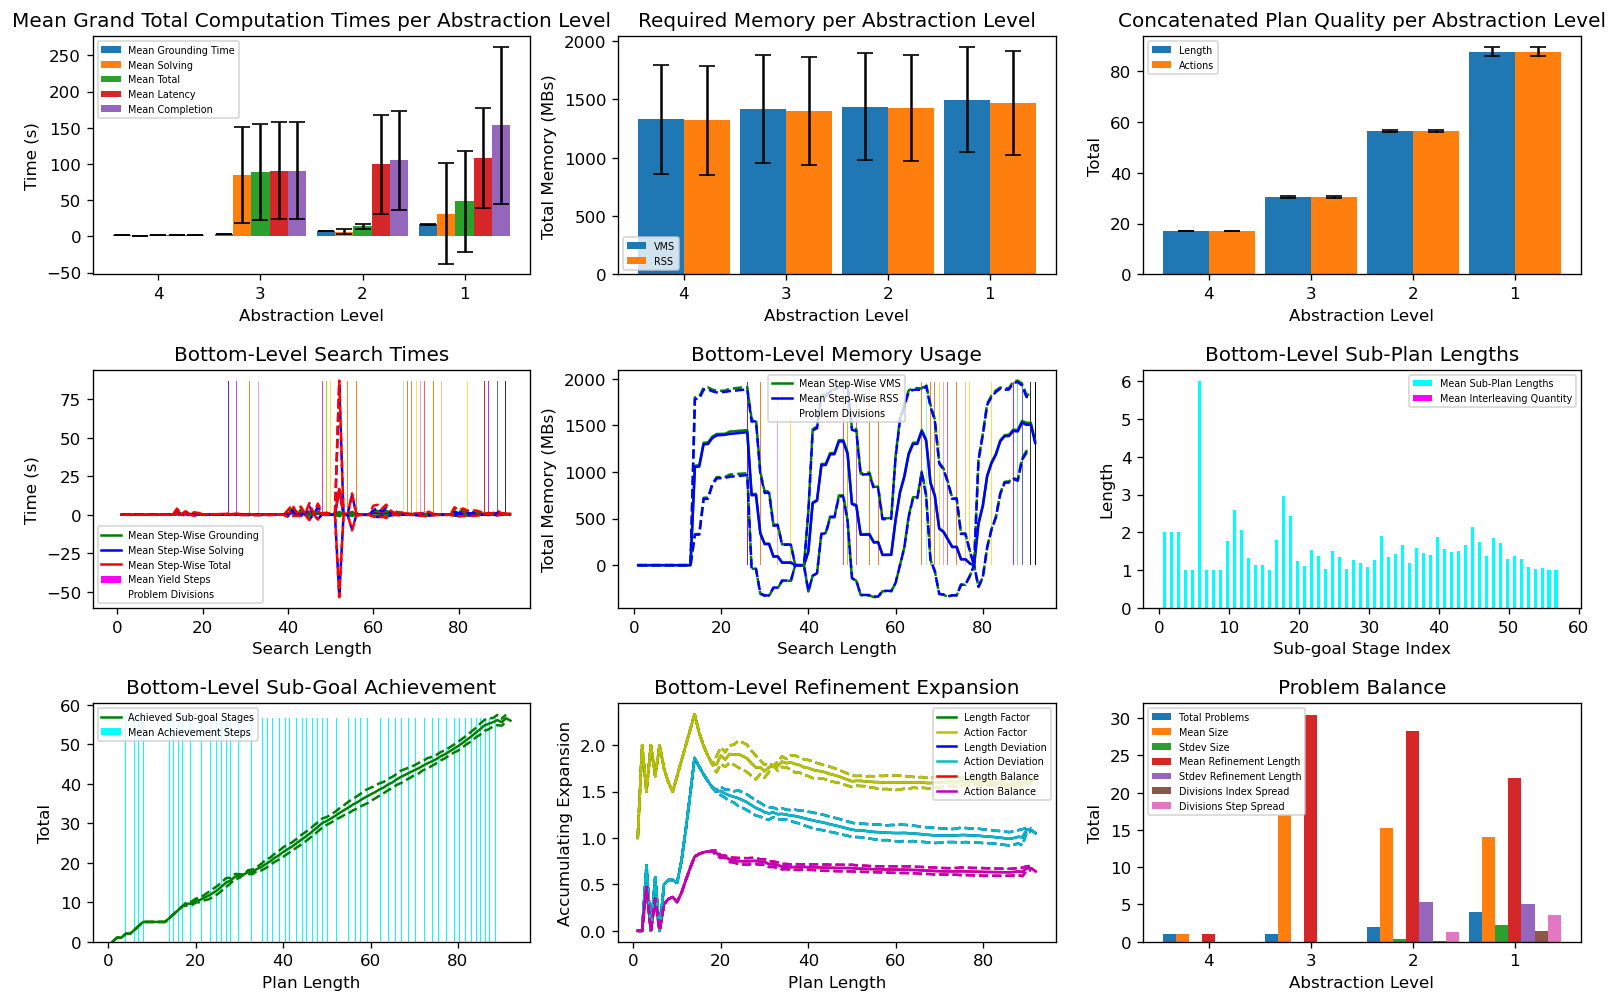 Mean Grand Total Computation Times per Abstraction Level
Time (s)
250
200
150
100
50
0
−50
Mean Grounding Time
Mean Solving
Mean Total
Mean Latency
Mean Completion
4 3 2 1
Abstraction Level
Required Memory per Abstraction Level
Total Memory (MBs)
2000
1500
1000
500
0
VMS
RSS
4 3 2 1
Abstraction Level
Concatenated Plan Quality per Abstraction Level
Total
80
60
40
20
0
Length
Actions
4 3 2 1
Abstraction Level
Bottom-Level Search Times
Time (s)
75
50
25
0
−25
−50
Mean Step-Wise Grounding
Mean Step-Wise Solving
Mean Step-Wise Total
Mean Yield Steps
Problem Divisions
0 20 40 60 80
Search Length
Bottom-Level Memory Usage
Total Memory (MBs)
2000
1500
1000
500
0
Mean Step-Wise VMS
Mean Step-Wise RSS
Problem Divisions
0 20 40 60 80
Search Length
Bottom-Level Sub-Plan Lengths
Length
6
5
4
3
2
1
0
Mean Sub-Plan Lengths
Mean Interleaving Quantity
0 10 20 30 40 50 60
Sub-goal Stage Index
Bottom-Level Sub-Goal Achievement
Total
60
50
40
30
20
10
0
Achieved Sub-goal Stages
Mean Achievement Steps
0 20 40 60 80
Plan Length
Bottom-Level Refinement Expansion
Accumulating Expansion
2.0
1.5
1.0
0.5
0.0
Length Factor
Action Factor
Length Deviation
Action Deviation
Length Balance
Action Balance
0 20 40 60 80
Plan Length
Problem Balance
Total
30
25
20
15
10
5
0
Total Problems
Mean Size
Stdev Size
Mean Refinement Length
Stdev Refinement Length
Divisions Index Spread
Divisions Step Spread
4 3 2 1
Abstraction Level